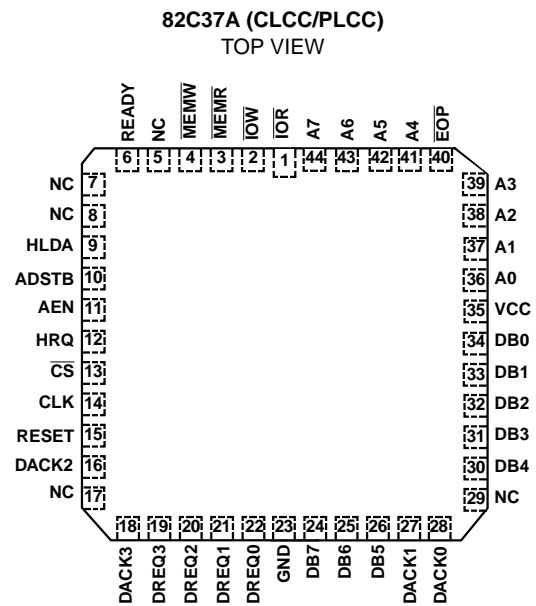 82C37A (CLCC/PLCC)
TOP VIEW
READY
NC
MEMW
MEMR
IOW
IOR
A7
A6
A5
A4
EOP
6 5 4 3 2 1 44 43 42 41 40
NC 7
NC 8
HLDA 9
ADSTB 10
AEN 11
HRQ 12
CS 13
CLK 14
RESET 15
DACK2 16
NC 17
39 A3
38 A2
37 A1
36 A0
35 VCC
34 DB0
33 DB1
32 DB2
31 DB3
30 DB4
29 NC
18 19 20 21 22 23 24 25 26 27 28
DACK3
DREQ3
DREQ2
DREQ1
DREQ0
GND
DB7
DB6
DB5
DACK1
DACK0